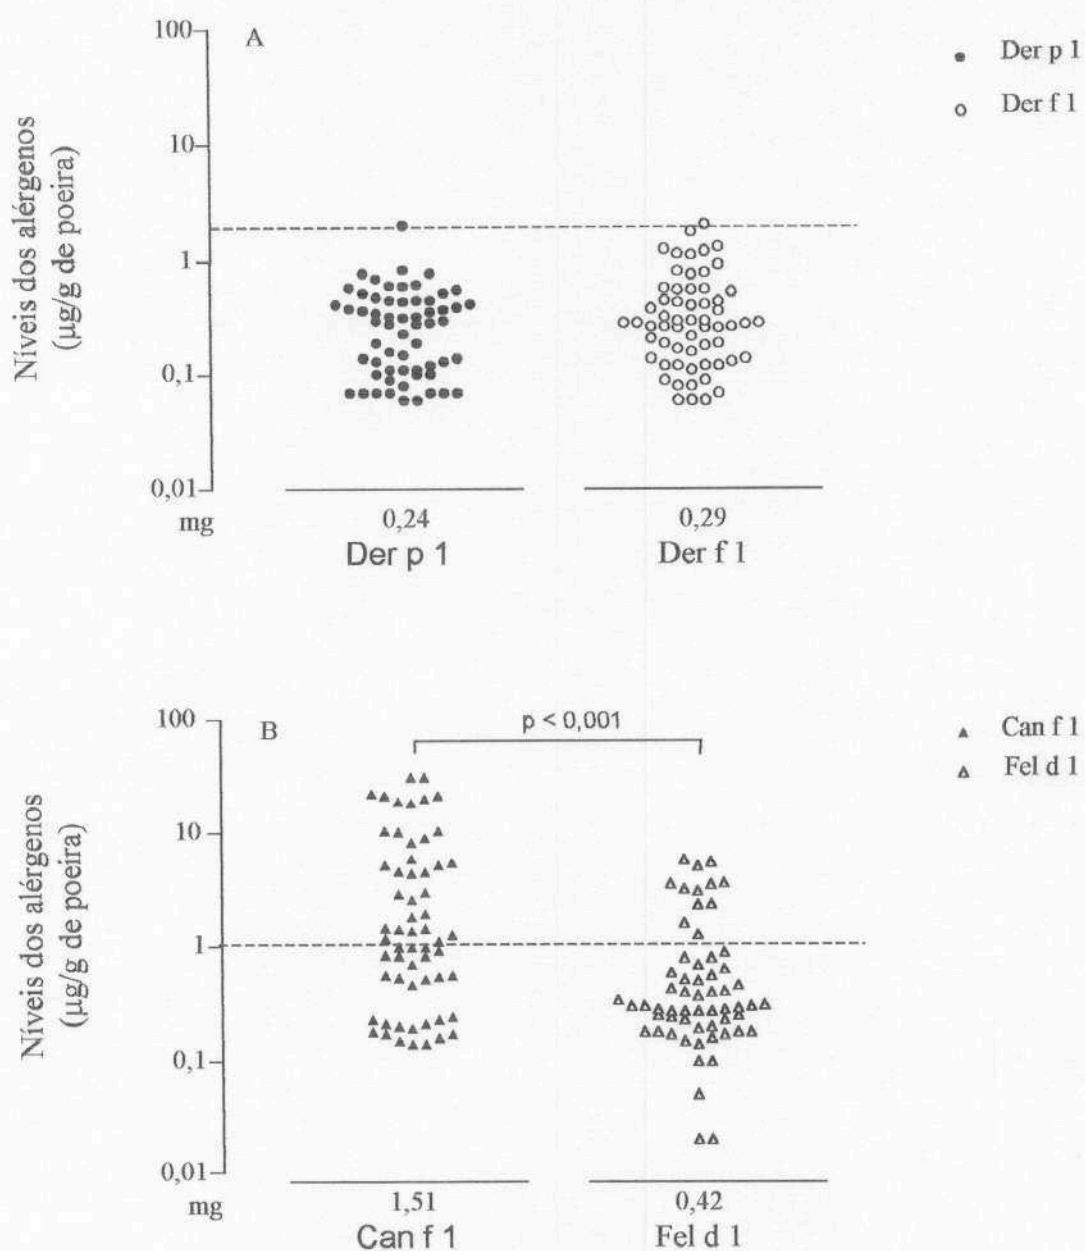 100
A
Der p 1
Der f 1
10
1
0,1
0,01
Níveis dos alérgenos
(µg/g de poeira)
mg
0,24
0,29
Der p 1
Der f 1
100
B
p < 0,001
Can f 1
Fel d 1
10
1
0,1
0,01
Níveis dos alérgenos
(µg/g de poeira)
mg
1,51
0,42
Can f 1
Fel d 1